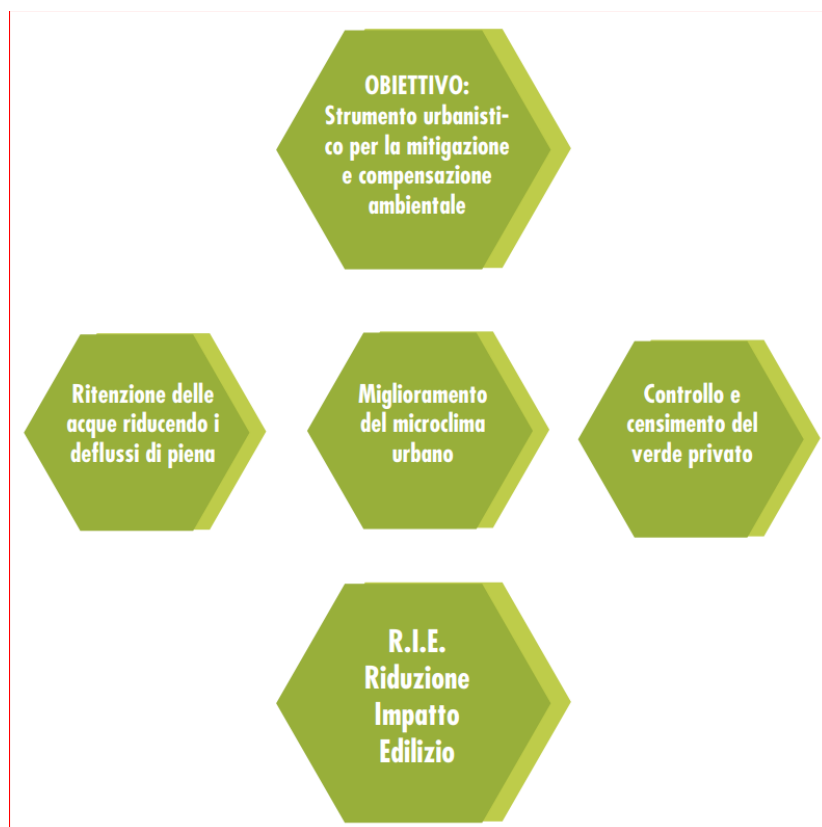 OBIETTIVO:
Strumento urbanisti-
co per la mitigazione
e compensazione
ambientale
Ritenzione delle
acque riducendo i
deflussi di piena
Miglioramento
del microclima
urbano
Controllo e
censimento del
verde privato
R.I.E.
Riduzione
Impatto
Edilizio